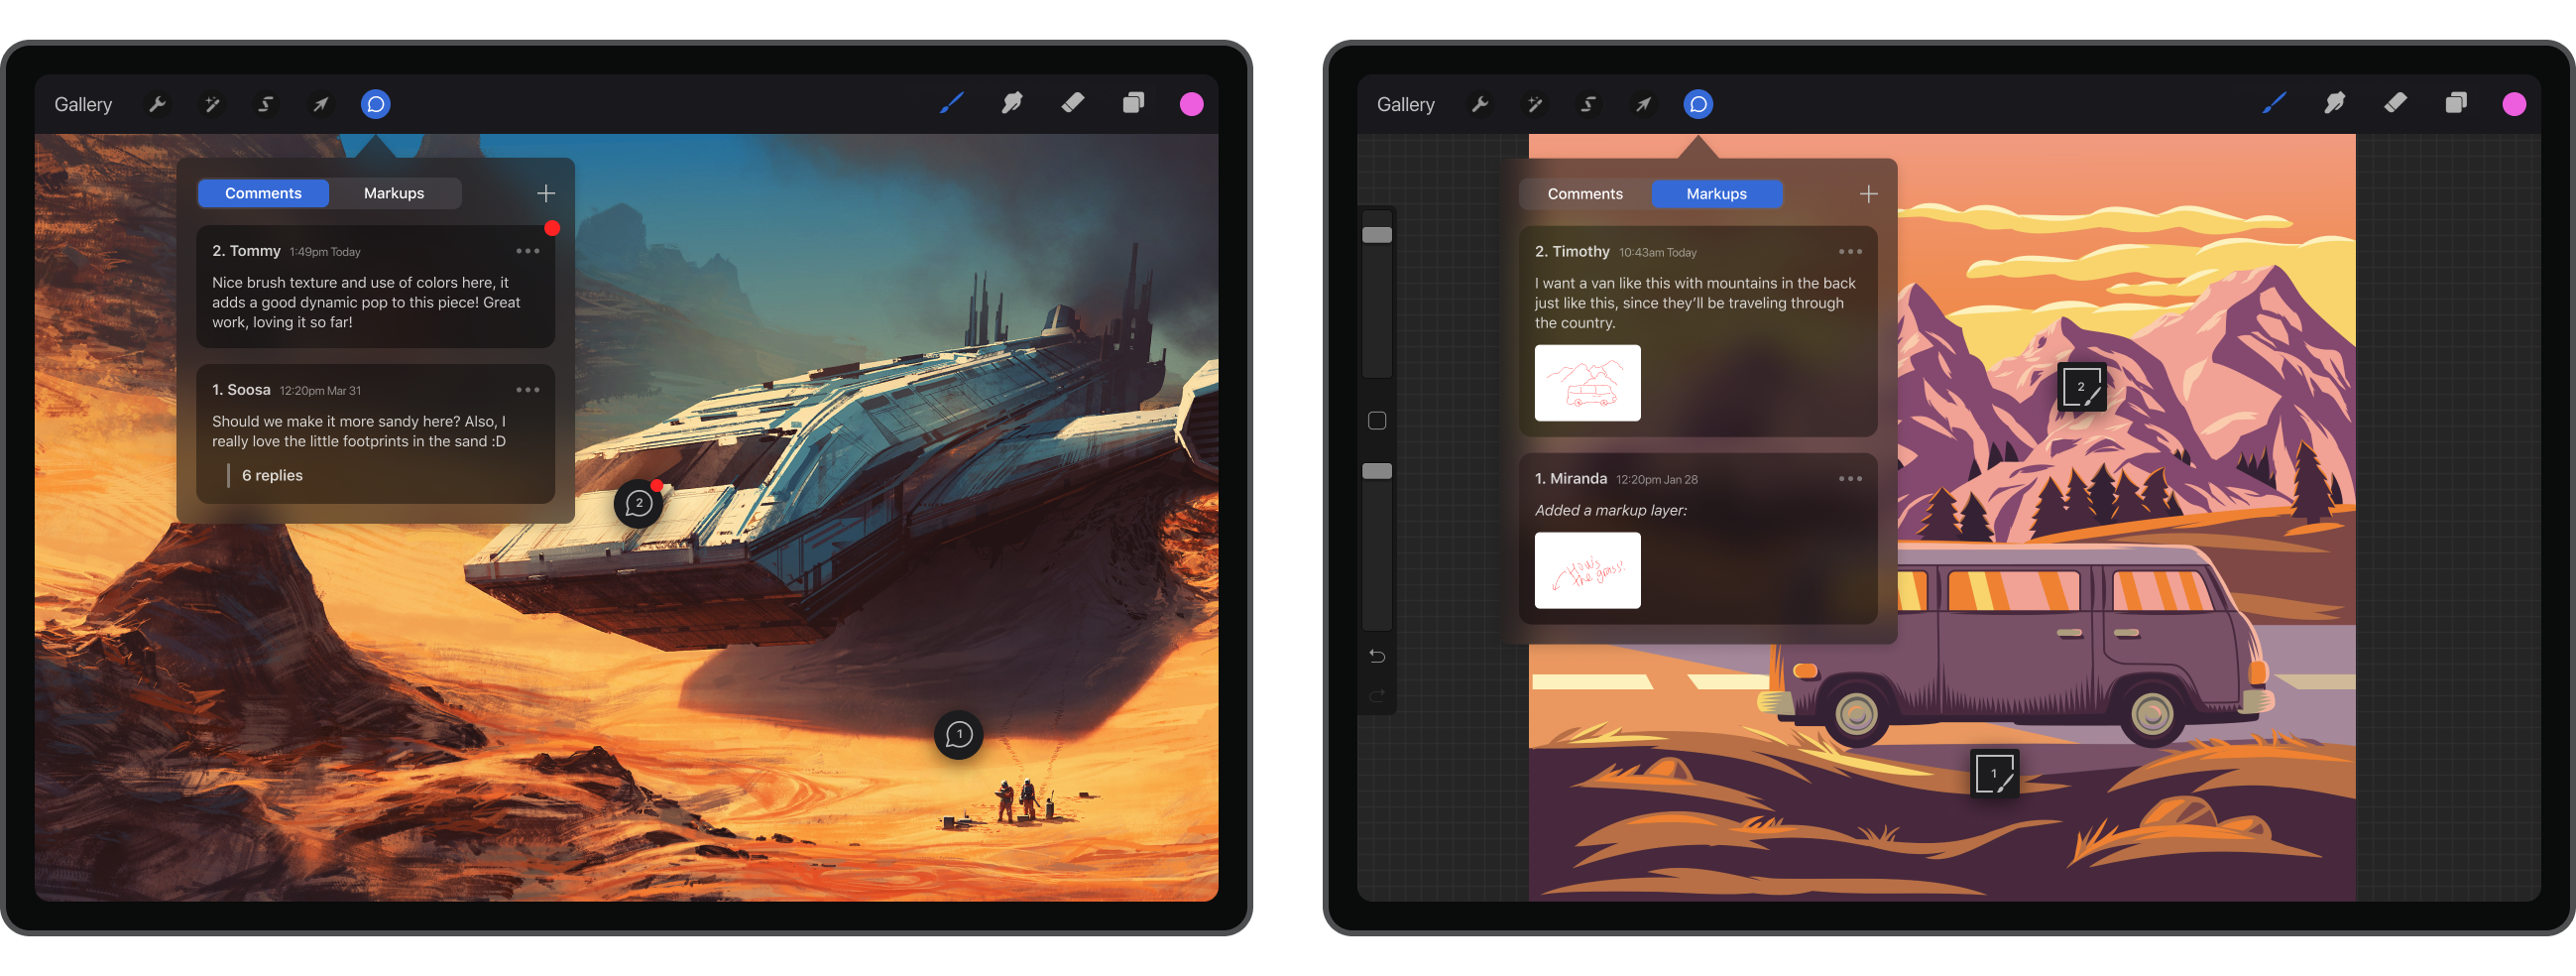 Gallery
Comments
Markups
2. Tommy 1:49pm Today
Nice brush texture and use of colors here, it
adds a good dynamic pop to this piece! Great
work, loving it so far!
1. Soosa 12:20pm Mar 31
Should we make it more sandy here? Also, I
really love the little footprints in the sand :D
6 replies
2
1
Gallery
Comments
Markups
2. Timothy 10:43am Today
I want a van like this with mountains in the back
just like this, since they’ll be traveling through
the country.
1. Miranda 12:20pm Jan 28
Added a markup layer:
How's
the grass?
2
1